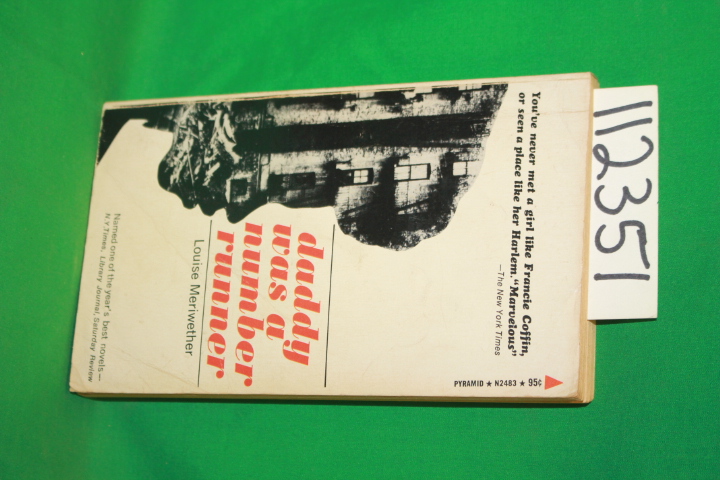 You've never met a girl like Francie Coffin,
or seen a place like her Harlem. "Marvelous"
—The New York Times
PYRAMID ★ N2483 ★ 95¢
daddy
was a
number
runner
Louise Meriwether
Named one of the year's best novels—
N.Y. Times, Library Journal, Saturday Review
112351